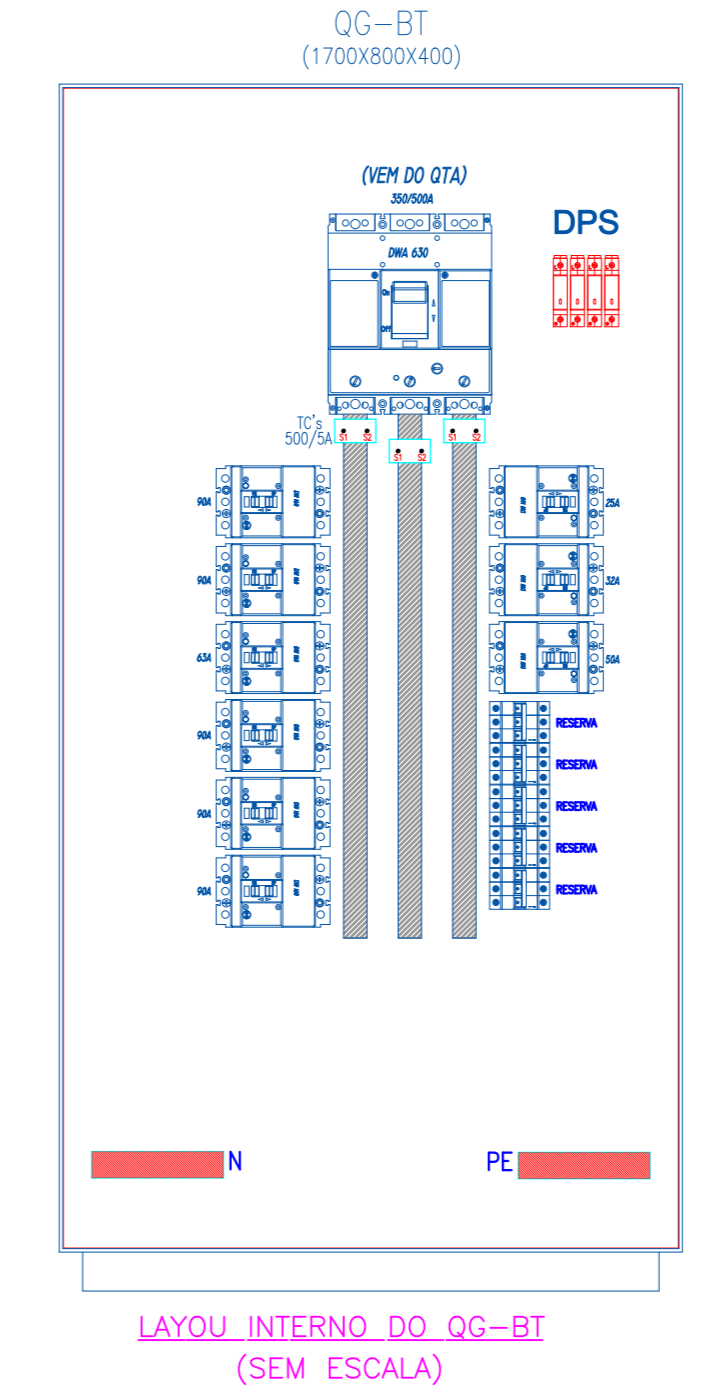 QG-BT
(1700X800X400)
(VEM DO QTA)
350/500A
DPS
DWA 630
On
Off
TC's
500/5A
S1 S2
S1 S2
S1 S2
90A
25A
90A
32A
63A
50A
90A
RESERVA
RESERVA
90A
RESERVA
RESERVA
90A
RESERVA
N
PE
LAYOU INTERNO DO QG-BT
(SEM ESCALA)